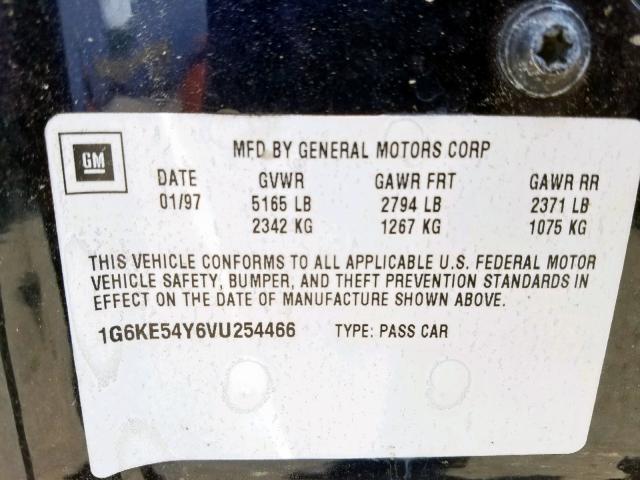 GM
MFD BY GENERAL MOTORS CORP
DATE GVWR GAWR FRT GAWR RR
01/97 5165 LB 2794 LB 2371 LB
2342 KG 1267 KG 1075 KG
THIS VEHICLE CONFORMS TO ALL APPLICABLE U.S. FEDERAL MOTOR
VEHICLE SAFETY, BUMPER, AND THEFT PREVENTION STANDARDS IN
EFFECT ON THE DATE OF MANUFACTURE SHOWN ABOVE.
1G6KE54Y6VU254466 TYPE: PASS CAR